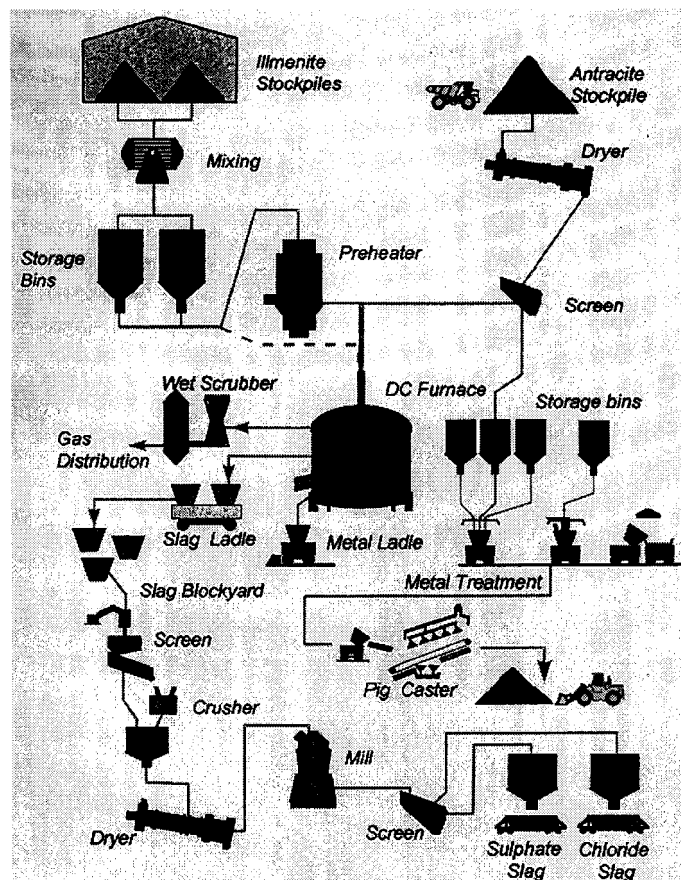 Illmenite
Stockpiles
Antracite
Stockpile
Mixing
Dryer
Storage
Bins
Preheater
Screen
Wet Scrubber
DC Furnace
Storage bins
Gas
Distribution
Slag Ladle
Metal Ladle
Metal Treatment
Slag Blockyard
Screen
Pig Caster
Crusher
Mill
Dryer
Screen
Sulphate
Slag
Chloride
Slag